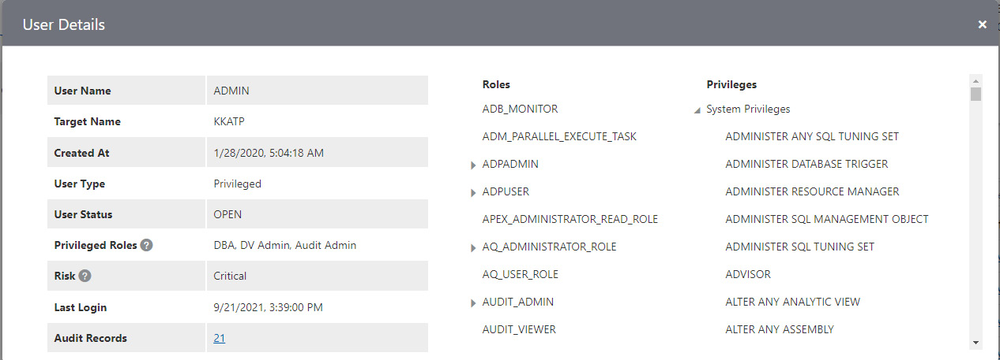 User Details
User Name ADMIN
Target Name KKATP
Created At 1/28/2020, 5:04:18 AM
User Type Privileged
User Status OPEN
Privileged Roles ? DBA, DV Admin, Audit Admin
Risk ? Critical
Last Login 9/21/2021, 3:39:00 PM
Audit Records 21
Roles
ADB_MONITOR
ADM_PARALLEL_EXECUTE_TASK
ADPADMIN
ADPUSER
APEX_ADMINISTRATOR_READ_ROLE
AQ_ADMINISTRATOR_ROLE
AQ_USER_ROLE
AUDIT_ADMIN
AUDIT_VIEWER
Privileges
System Privileges
ADMINISTER ANY SQL TUNING SET
ADMINISTER DATABASE TRIGGER
ADMINISTER RESOURCE MANAGER
ADMINISTER SQL MANAGEMENT OBJECT
ADMINISTER SQL TUNING SET
ADVISOR
ALTER ANY ANALYTIC VIEW
ALTER ANY ASSEMBLY